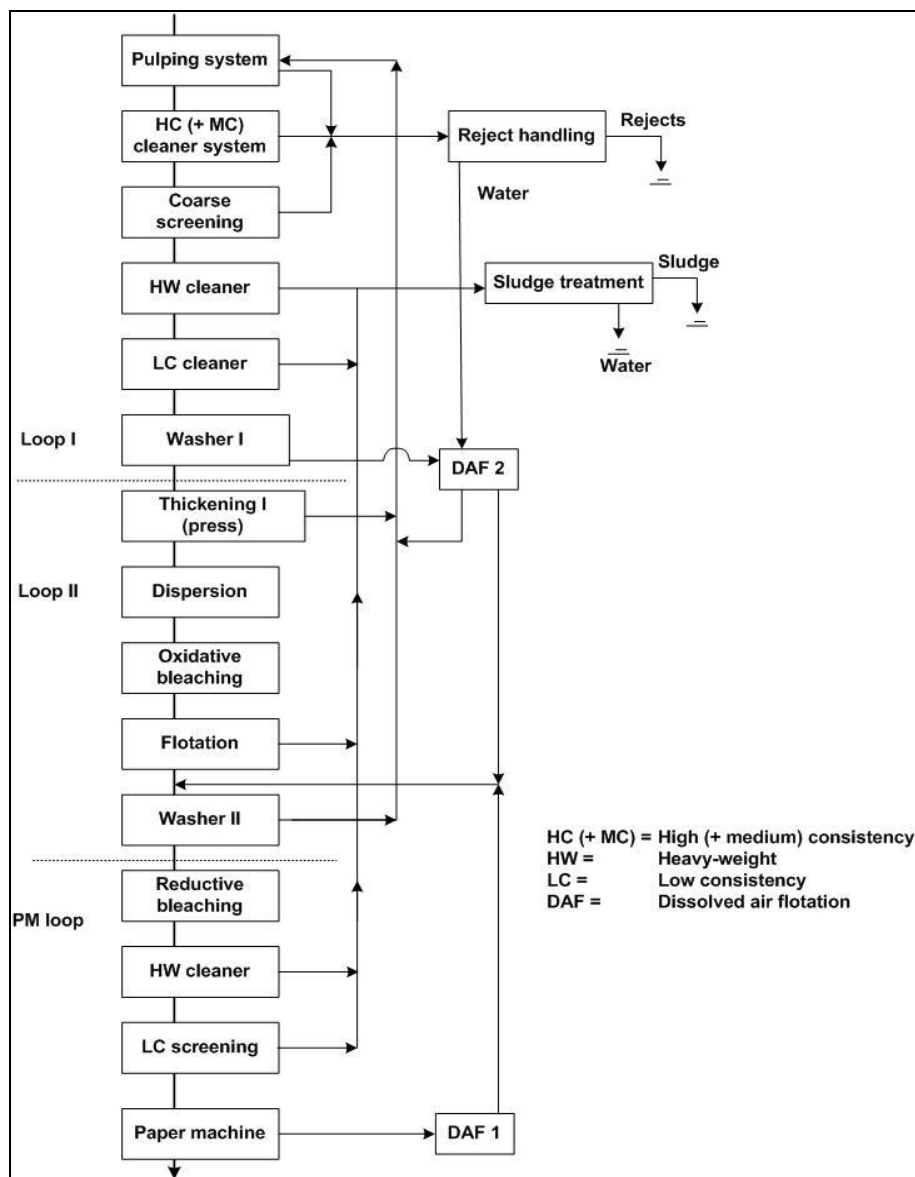 Pulping system
HC (+ MC)
cleaner system
Reject handling
Rejects
Coarse
screening
Water
HW cleaner
Sludge treatment
Sludge
Water
LC cleaner
Loop I
Washer I
DAF 2
Thickening I
(press)
Loop II
Dispersion
Oxidative
bleaching
Flotation
Washer II
HC (+ MC) = High (+ medium) consistency
HW = Heavy-weight
LC = Low consistency
DAF = Dissolved air flotation
Reductive
bleaching
PM loop
HW cleaner
LC screening
Paper machine
DAF 1